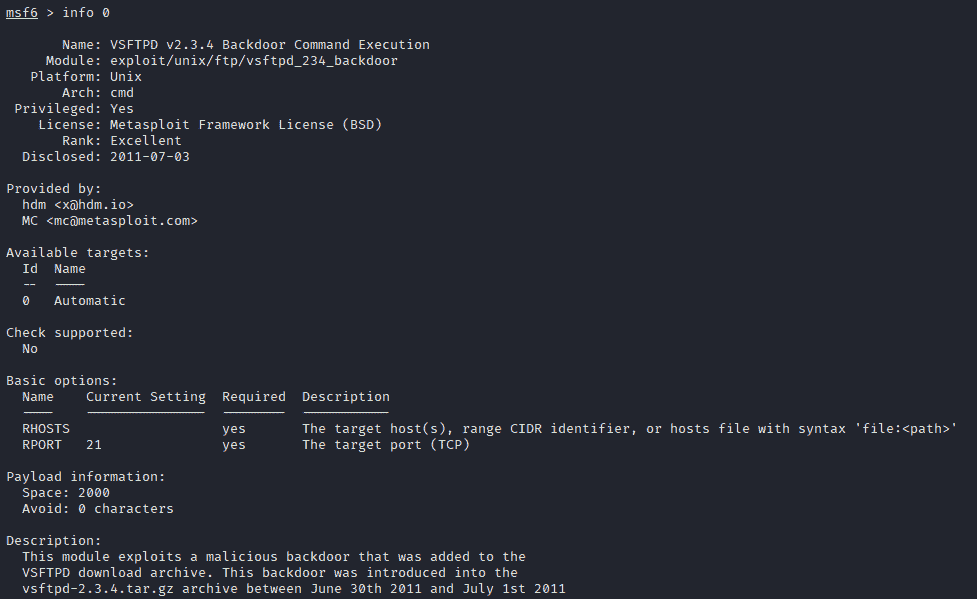 msf6 > info 0
Name: VSFTPD v2.3.4 Backdoor Command Execution
Module: exploit/unix/ftp/vsftpd_234_backdoor
Platform: Unix
Arch: cmd
Privileged: Yes
License: Metasploit Framework License (BSD)
Rank: Excellent
Disclosed: 2011-07-03
Provided by:
hdm <x@hdm.io>
MC <mc@metasploit.com>
Available targets:
Id  Name
--  ----
0   Automatic
Check supported:
No
Basic options:
Name    Current Setting  Required  Description
----    ---------------  --------  -----------
RHOSTS                   yes       The target host(s), range CIDR identifier, or hosts file with syntax 'file:<path>'
RPORT   21               yes       The target port (TCP)
Payload information:
Space: 2000
Avoid: 0 characters
Description:
This module exploits a malicious backdoor that was added to the
VSFTPD download archive. This backdoor was introduced into the
vsftpd-2.3.4.tar.gz archive between June 30th 2011 and July 1st 2011